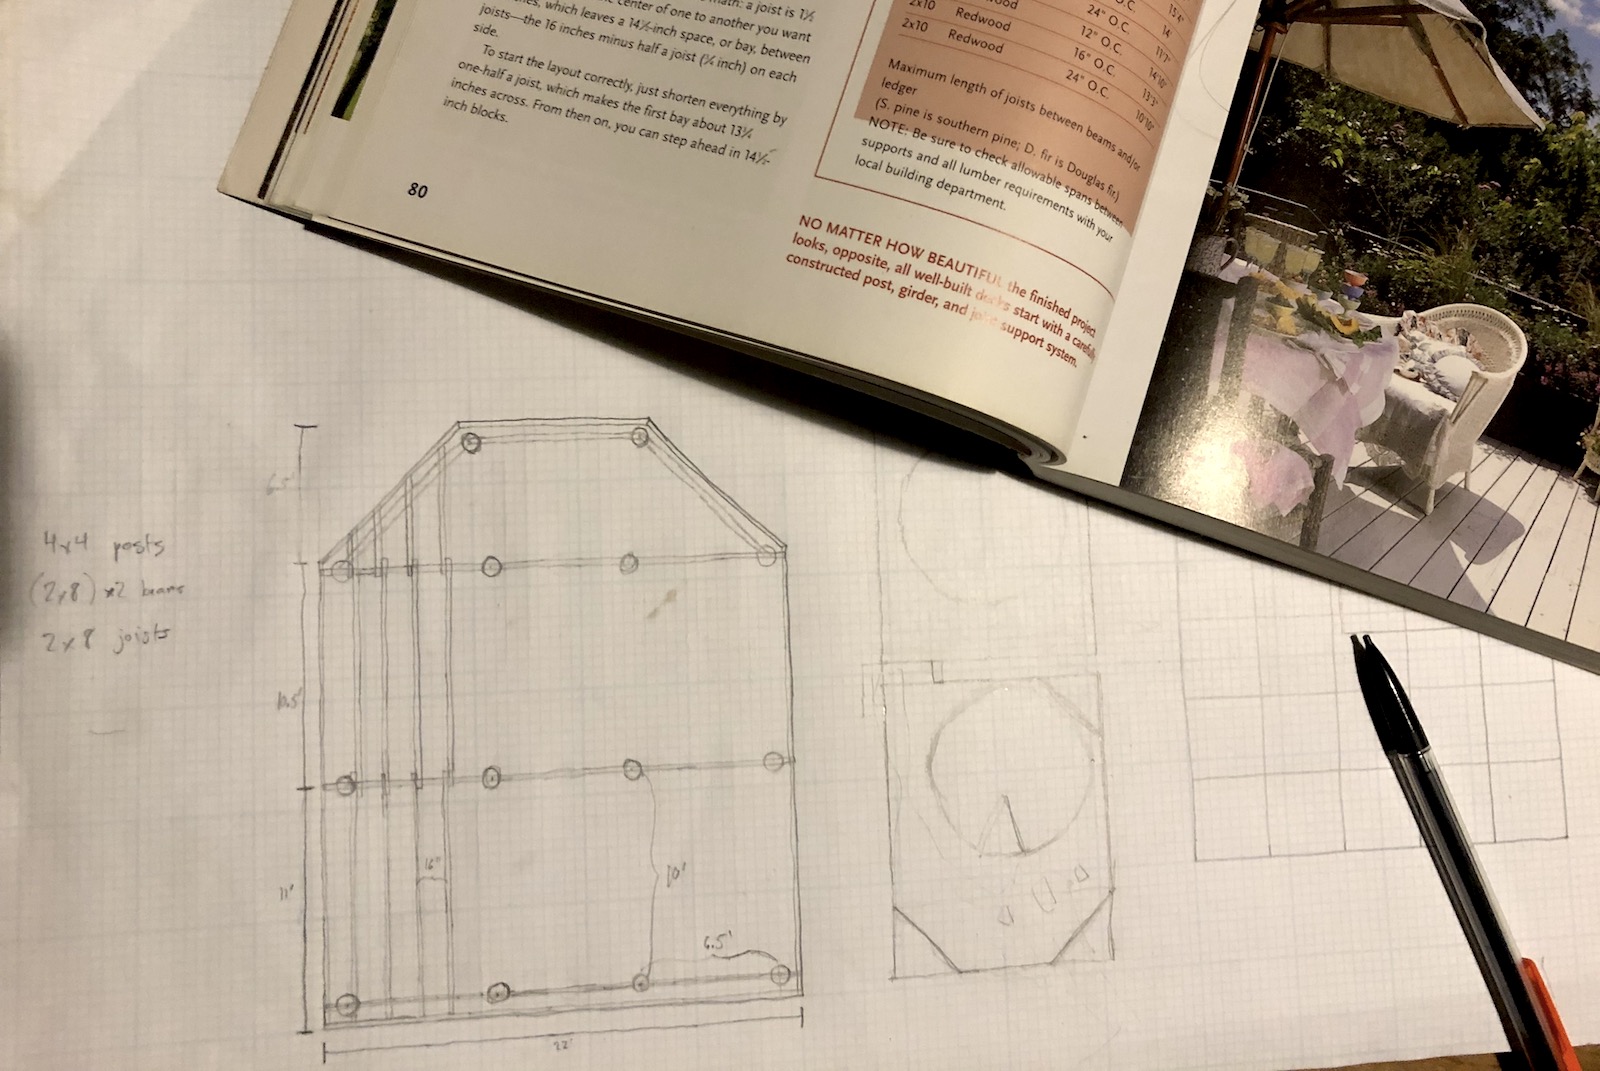 math: a joist is 1½
center of one to another you want
which leaves a 14½-inch space, or bay, between
joists—the 16 inches minus half a joist (¾ inch) on each
side.
To start the layout correctly, just shorten everything by
one-half a joist, which makes the first bay about 13¾
inches across. From then on, you can step ahead in 14½-
inch blocks.
80
O.C. 13'4"
24" O.C. 14'
2x10 Redwood 12" O.C. 11'7"
2x10 Redwood 16" O.C. 14'10"
24" O.C. 13'3"
10'10"
Maximum length of joists between beams and/or
ledger
(S. pine is southern pine; D. fir is Douglas fir)
NOTE: Be sure to check allowable spans between
supports and all lumber requirements with your
local building department.
NO MATTER HOW BEAUTIFUL the finished project
looks, opposite, all well-built decks start with a carefully
constructed post, girder, and joist support system.
4x4 posts
(2x8) x2 beams
2x8 joists
6.5'
10.5'
11'
16"
10'
6.5'
22'